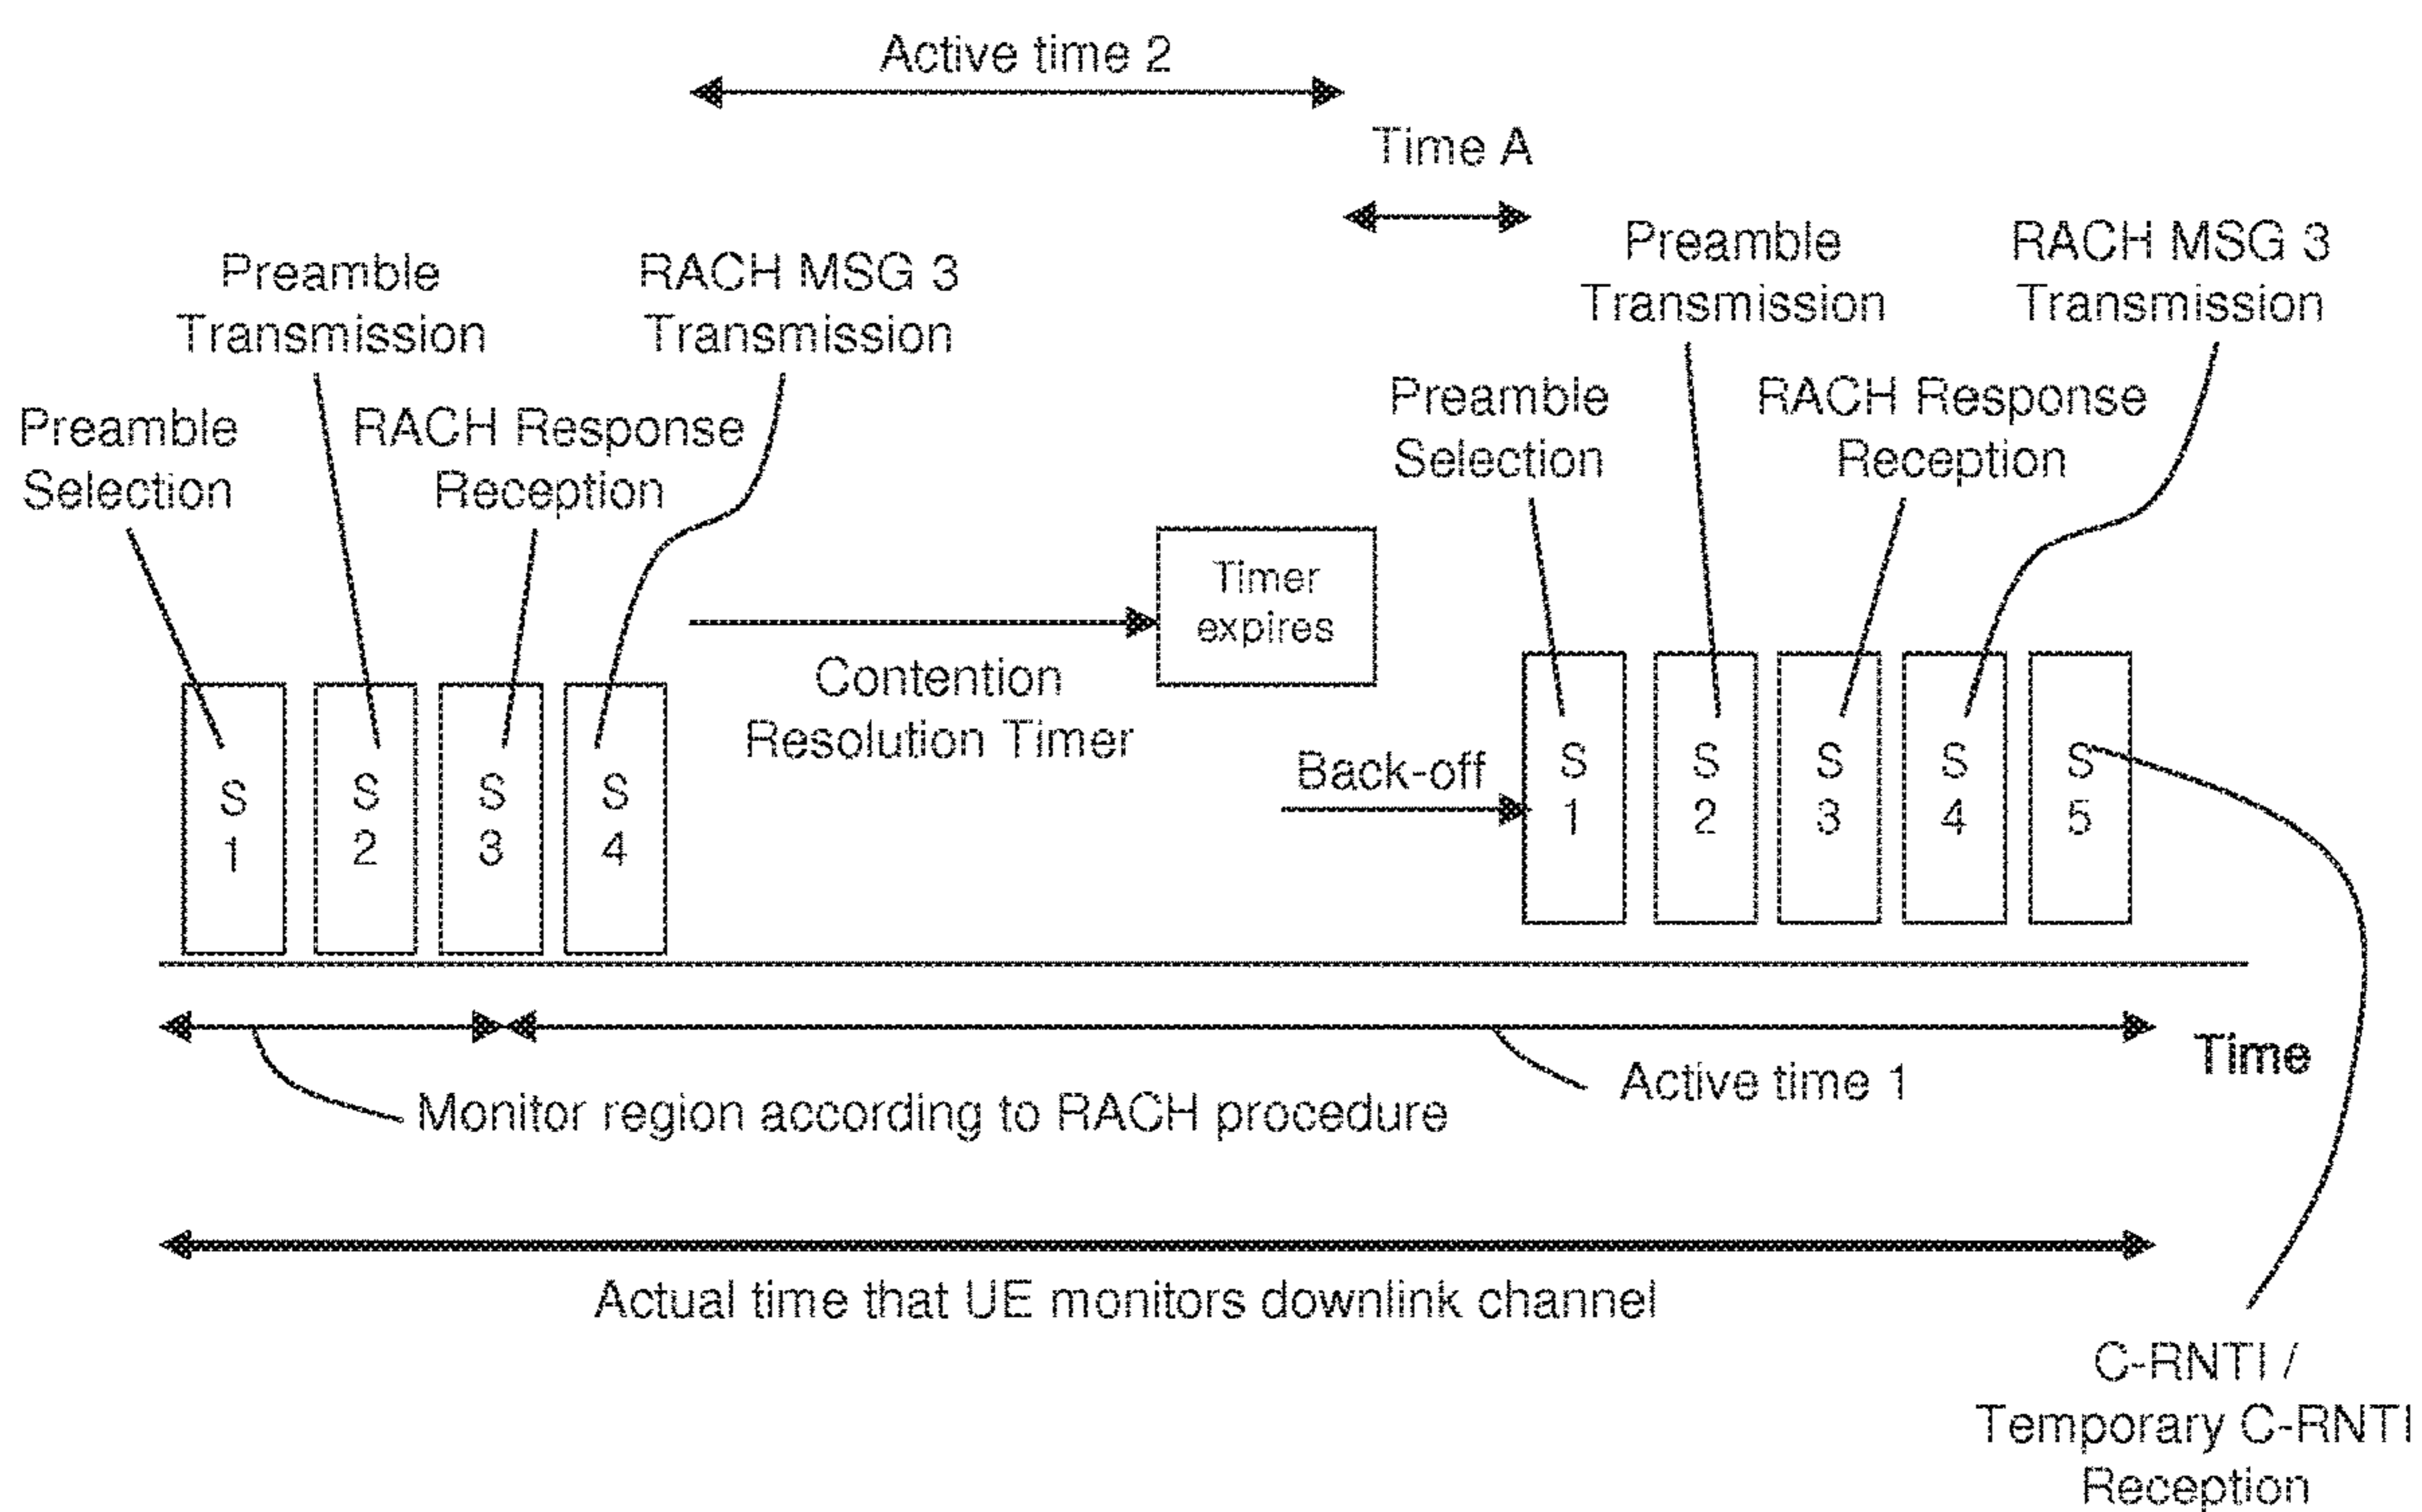 Active time 2
Time A
Preamble
Transmission
RACH MSG 3
Transmission
Preamble
Transmission
RACH MSG 3
Transmission
Preamble
Selection
RACH Response
Reception
Preamble
Selection
RACH Response
Reception
Timer
expires
Contention
Resolution Timer
Back-off
S
1
S
2
S
3
S
4
S
1
S
2
S
3
S
4
S
5
Time
Active time 1
Monitor region according to RACH procedure
Actual time that UE monitors downlink channel
C-RNTI /
Temporary C-RNTI
Reception